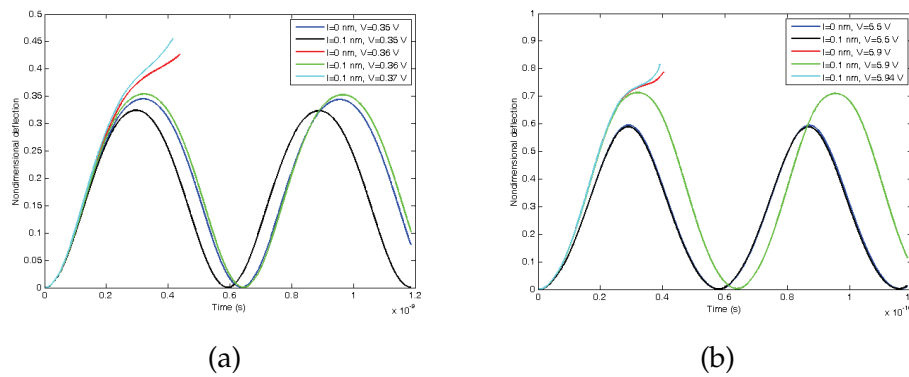 0.5
0.45
0.4
0.35
0.3
0.25
0.2
0.15
0.1
0.05
0
Nondimensional deflection
l=0 nm, V=0.35 V
l=0.1 nm, V=0.35 V
l=0 nm, V=0.36 V
l=0.1 nm, V=0.36 V
l=0.1 nm, V=0.37 V
0 0.2 0.4 0.6 0.8 1 1.2
Time (s)
x 10⁻⁹
(a)
1
0.9
0.8
0.7
0.6
0.5
0.4
0.3
0.2
0.1
0
Nondimensional deflection
l=0 nm, V=5.5 V
l=0.1 nm, V=5.5 V
l=0 nm, V=5.9 V
l=0.1 nm, V=5.9 V
l=0.1 nm, V=5.94 V
0 0.2 0.4 0.6 0.8 1
Time (s)
(b)